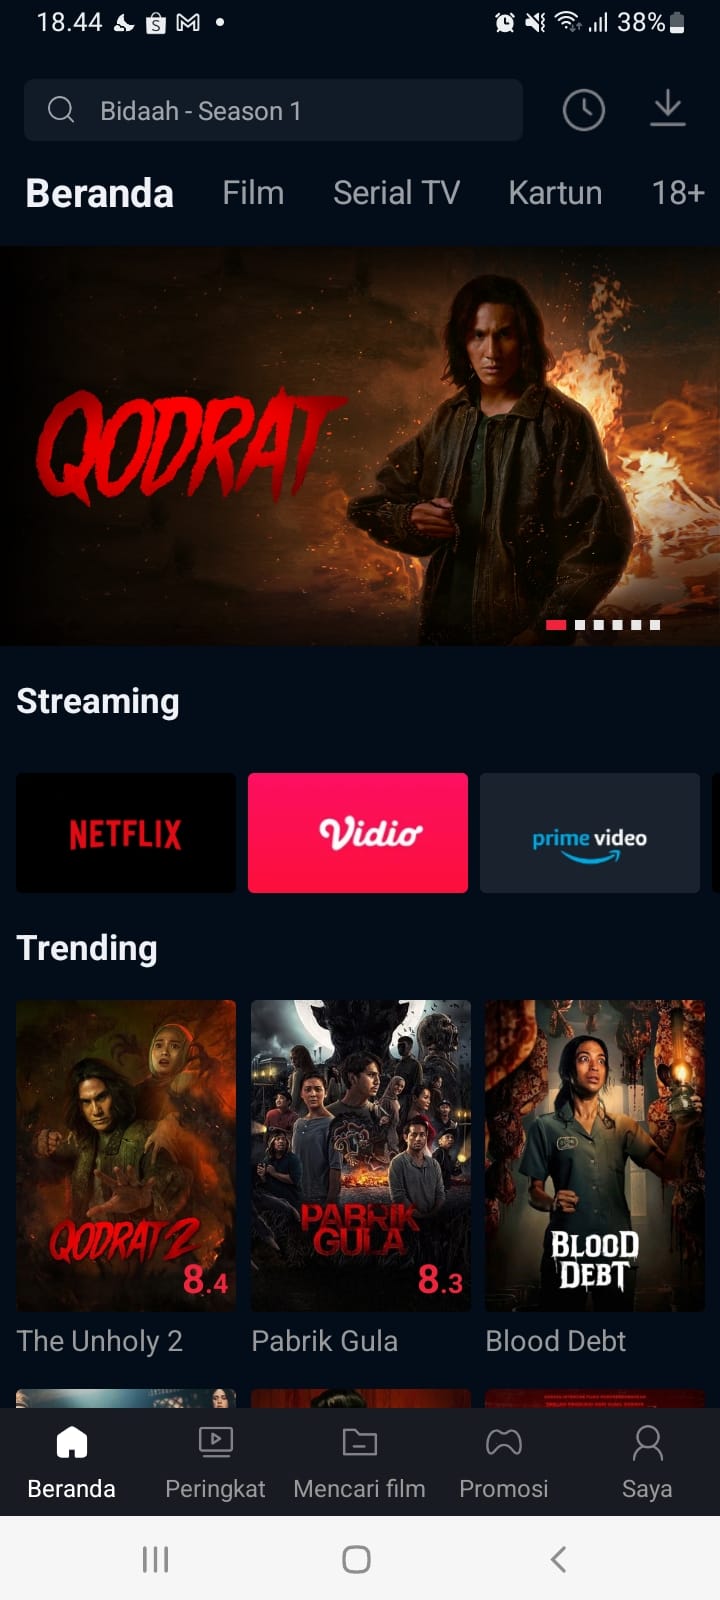 18.44
38%
Bidaah - Season 1
Beranda Film Serial TV Kartun 18+
QODRAT
Streaming
NETFLIX Vidio prime video
Trending
QODRAT 2
8.4
PABRIK
GULA
8.3
BLOOD
DEBT
The Unholy 2 Pabrik Gula Blood Debt
Beranda Peringkat Mencari film Promosi Saya